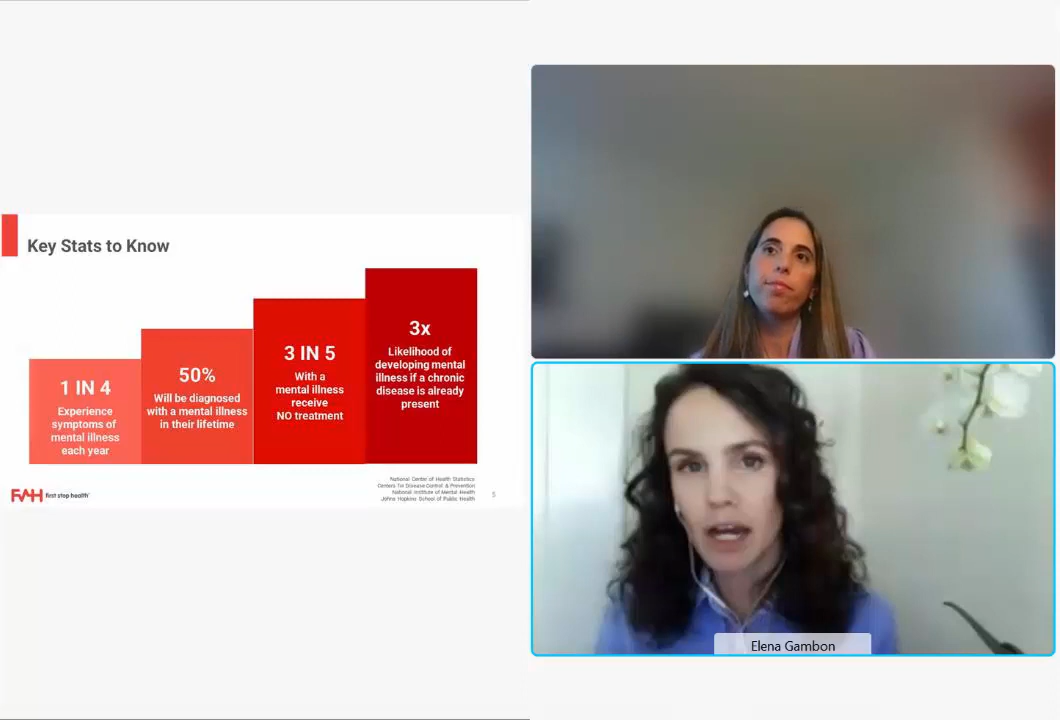 Key Stats to Know
1 IN 4
Experience
symptoms of
mental illness
each year
50%
Will be diagnosed
with a mental illness
in their lifetime
3 IN 5
With a
mental illness
receive
NO treatment
3x
Likelihood of
developing mental
illness if a chronic
disease is already
present
FAH first stop health
National Center of Health Statistics
Centers for Disease Control & Prevention
National Institute of Mental Health
Johns Hopkins School of Public Health
5
Elena Gambon